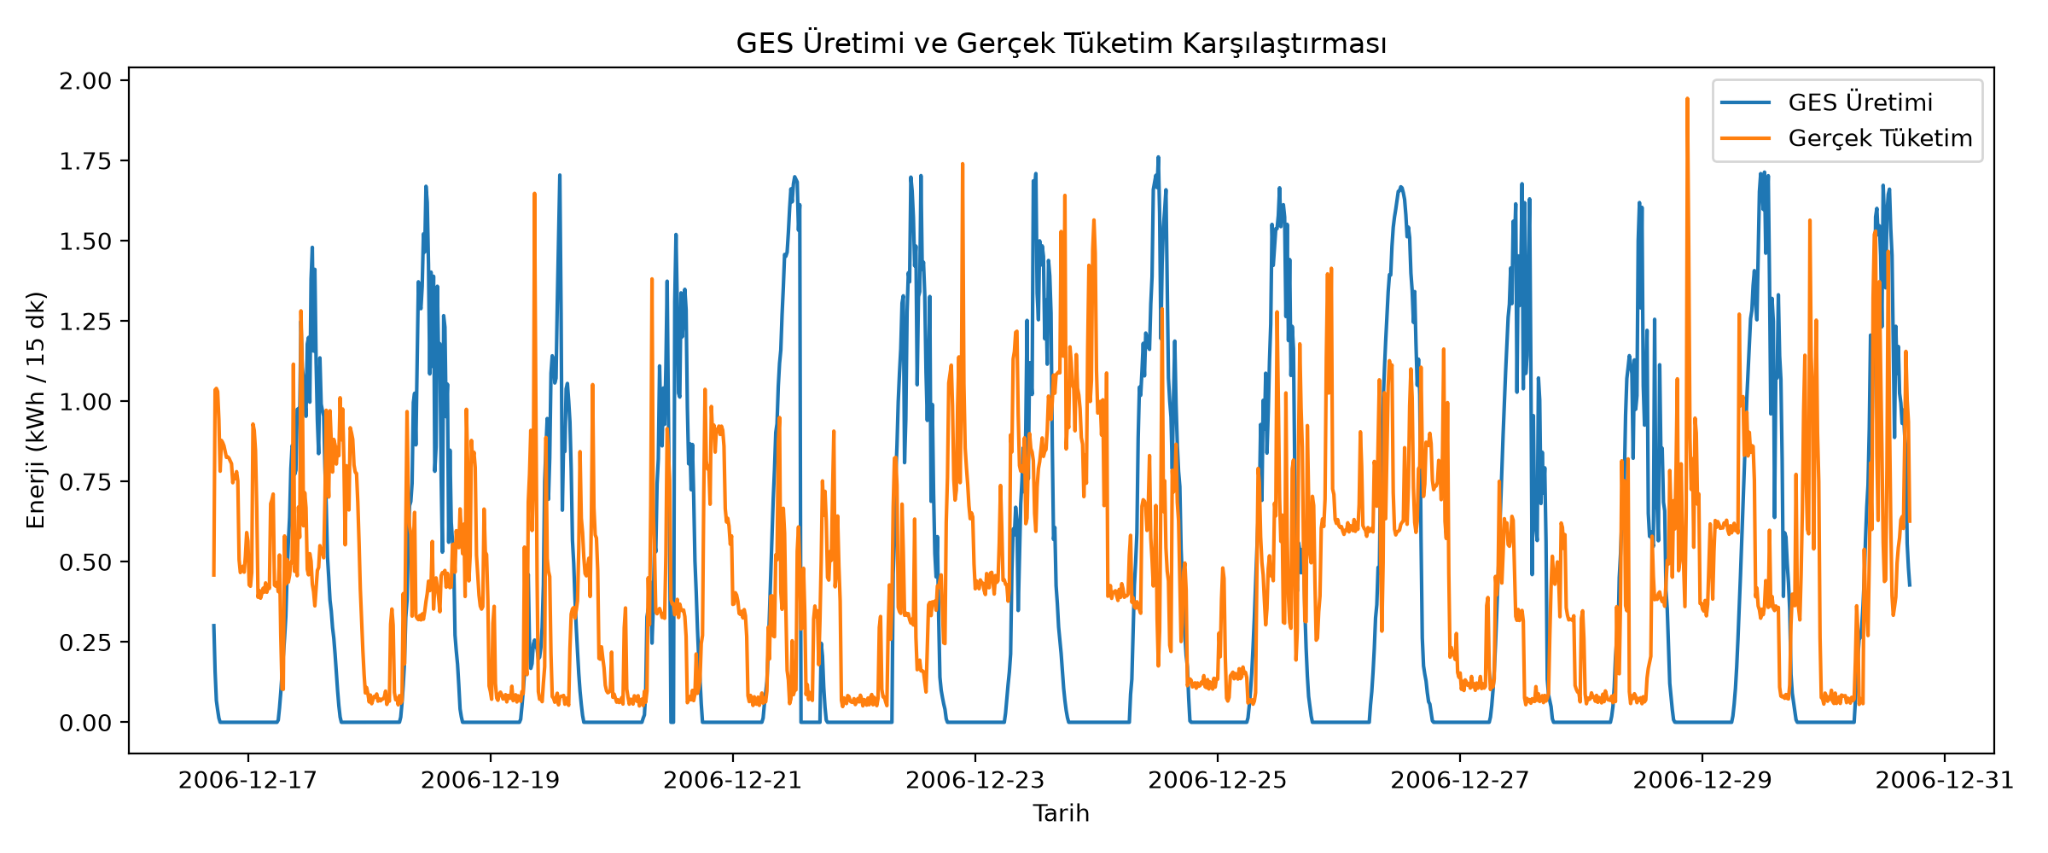 GES Üretimi ve Gerçek Tüketim Karşılaştırması
GES Üretimi
Gerçek Tüketim
Enerji (kWh / 15 dk)
2.00
1.75
1.50
1.25
1.00
0.75
0.50
0.25
0.00
2006-12-17 2006-12-19 2006-12-21 2006-12-23 2006-12-25 2006-12-27 2006-12-29 2006-12-31
Tarih